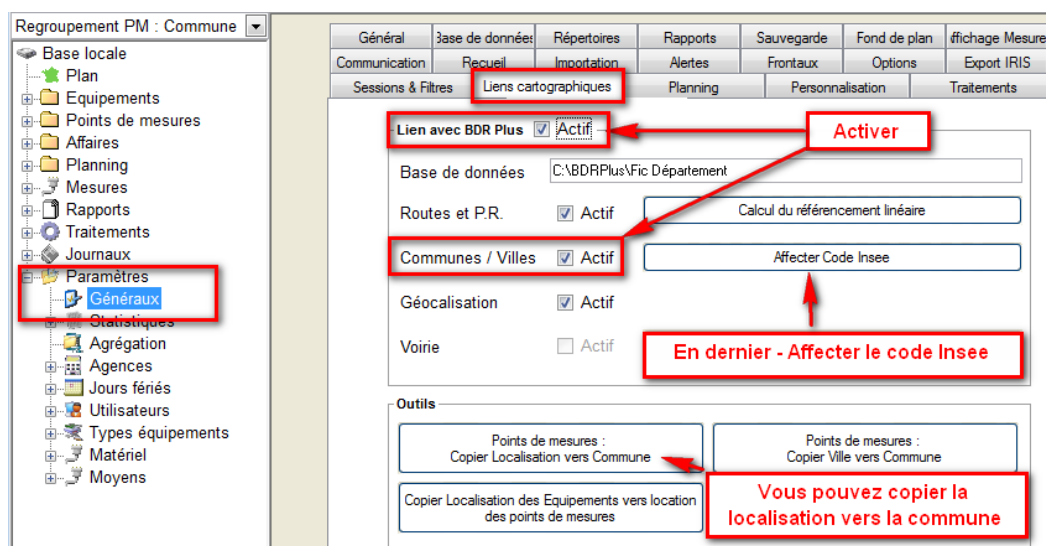 Regroupement PM : Commune
Base locale
Plan
Equipements
Points de mesures
Affaires
Planning
Mesures
Rapports
Traitements
Journaux
Paramètres
Généraux
Statistiques
Agrégation
Agences
Jours fériés
Utilisateurs
Types équipements
Matériel
Moyens
Général Base de données Répertoires Rapports Sauvegarde Fond de plan ffichage Mesure
Communication Recueil Importation Alertes Frontaux Options Export IRIS
Sessions & Filtres Liens cartographiques Planning Personnalisation Traitements
Lien avec BDR Plus Actif
Activer
Base de données C:\BDRPlus\Fic Département
Routes et P.R. Actif Calcul du référencement linéaire
Communes / Villes Actif Affecter Code Insee
Géocalisation Actif
Voirie Actif
En dernier - Affecter le code Insee
Outils
Points de mesures :
Copier Localisation vers Commune
Points de mesures :
Copier Ville vers Commune
Copier Localisation des Equipements vers location
des points de mesures
Vous pouvez copier la
localisation vers la commune